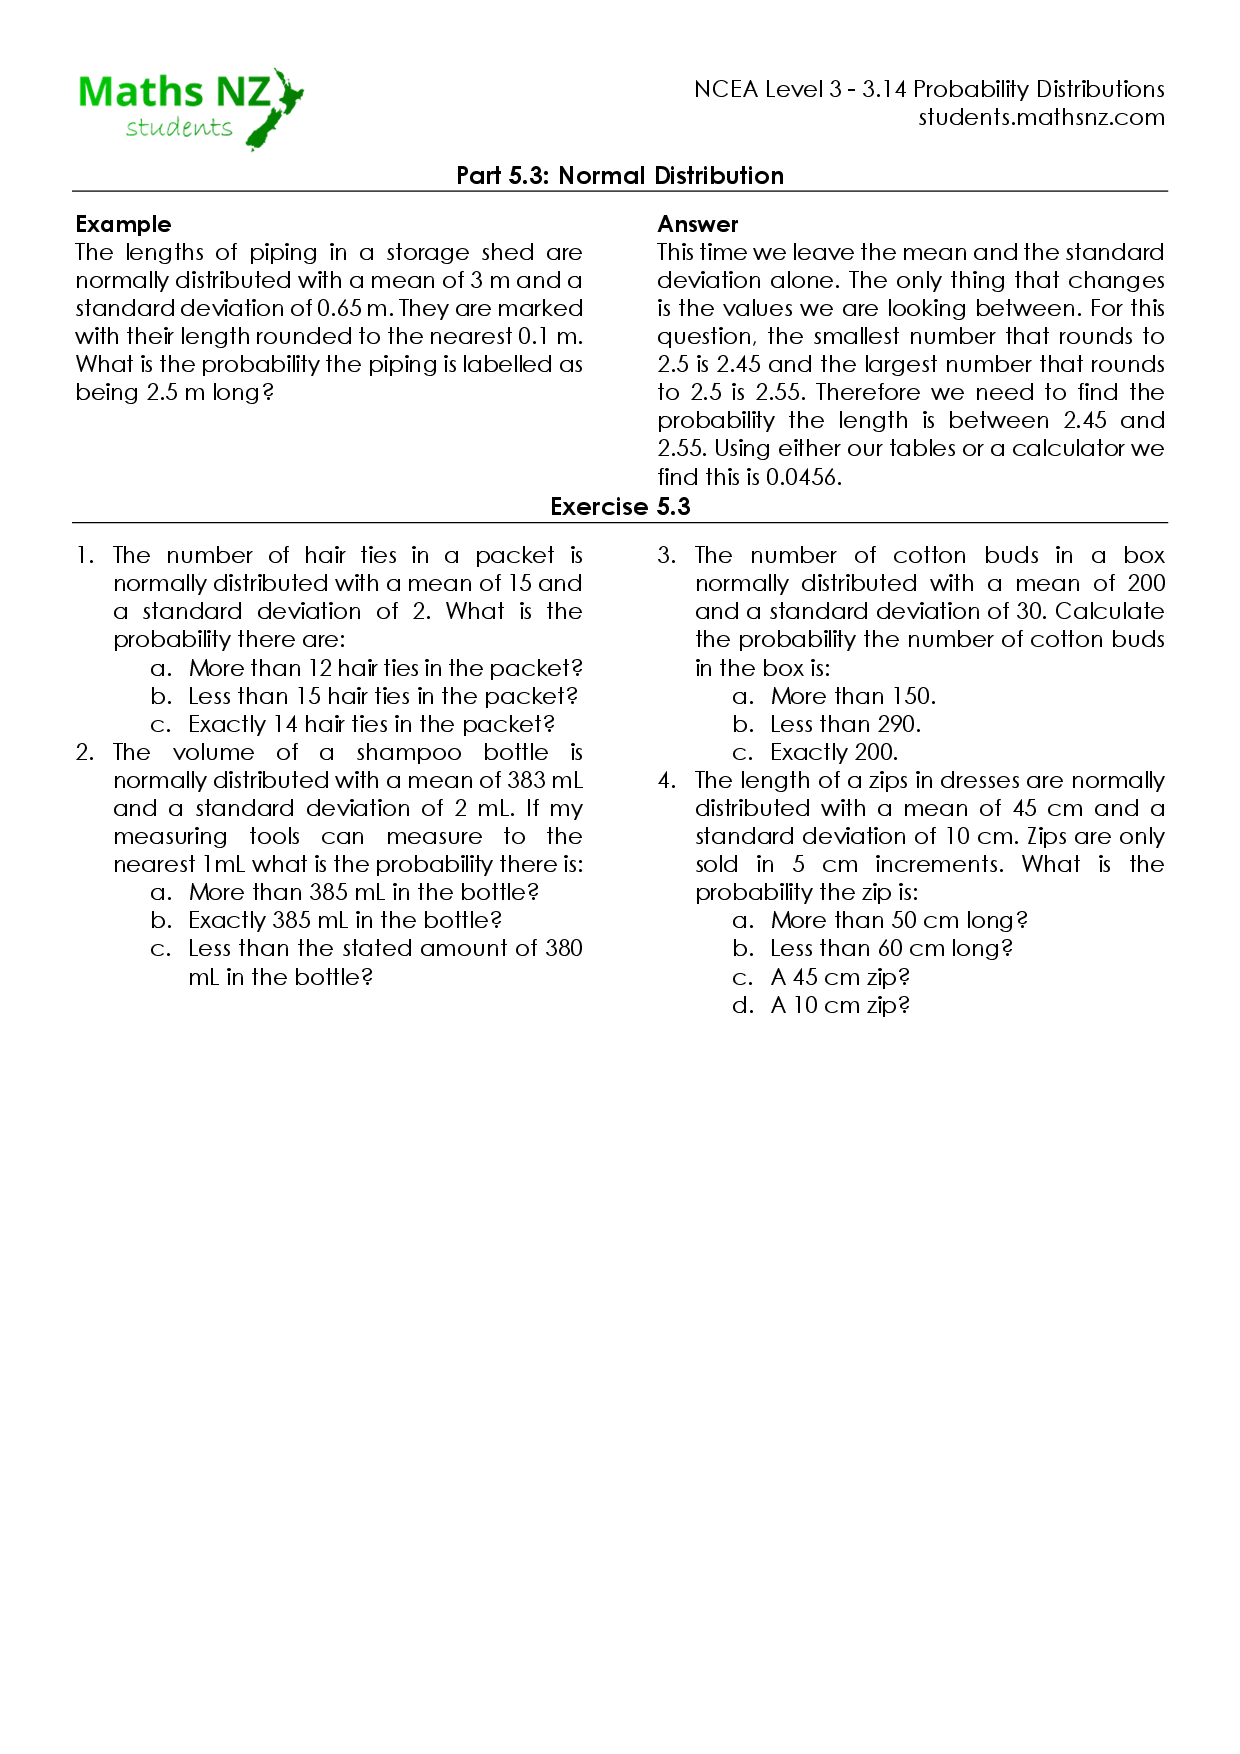 Maths NZ
students
NCEA Level 3 - 3.14 Probability Distributions
students.mathsnz.com
Part 5.3: Normal Distribution
Example
The lengths of piping in a storage shed are
normally distributed with a mean of 3 m and a
standard deviation of 0.65 m. They are marked
with their length rounded to the nearest 0.1 m.
What is the probability the piping is labelled as
being 2.5 m long?
Answer
This time we leave the mean and the standard
deviation alone. The only thing that changes
is the values we are looking between. For this
question, the smallest number that rounds to
2.5 is 2.45 and the largest number that rounds
to 2.5 is 2.55. Therefore we need to find the
probability the length is between 2.45 and
2.55. Using either our tables or a calculator we
find this is 0.0456.
Exercise 5.3
1. The number of hair ties in a packet is
normally distributed with a mean of 15 and
a standard deviation of 2. What is the
probability there are:
a. More than 12 hair ties in the packet?
b. Less than 15 hair ties in the packet?
c. Exactly 14 hair ties in the packet?
2. The volume of a shampoo bottle is
normally distributed with a mean of 383 mL
and a standard deviation of 2 mL. If my
measuring tools can measure to the
nearest 1mL what is the probability there is:
a. More than 385 mL in the bottle?
b. Exactly 385 mL in the bottle?
c. Less than the stated amount of 380
mL in the bottle?
3. The number of cotton buds in a box
normally distributed with a mean of 200
and a standard deviation of 30. Calculate
the probability the number of cotton buds
in the box is:
a. More than 150.
b. Less than 290.
c. Exactly 200.
4. The length of a zips in dresses are normally
distributed with a mean of 45 cm and a
standard deviation of 10 cm. Zips are only
sold in 5 cm increments. What is the
probability the zip is:
a. More than 50 cm long?
b. Less than 60 cm long?
c. A 45 cm zip?
d. A 10 cm zip?